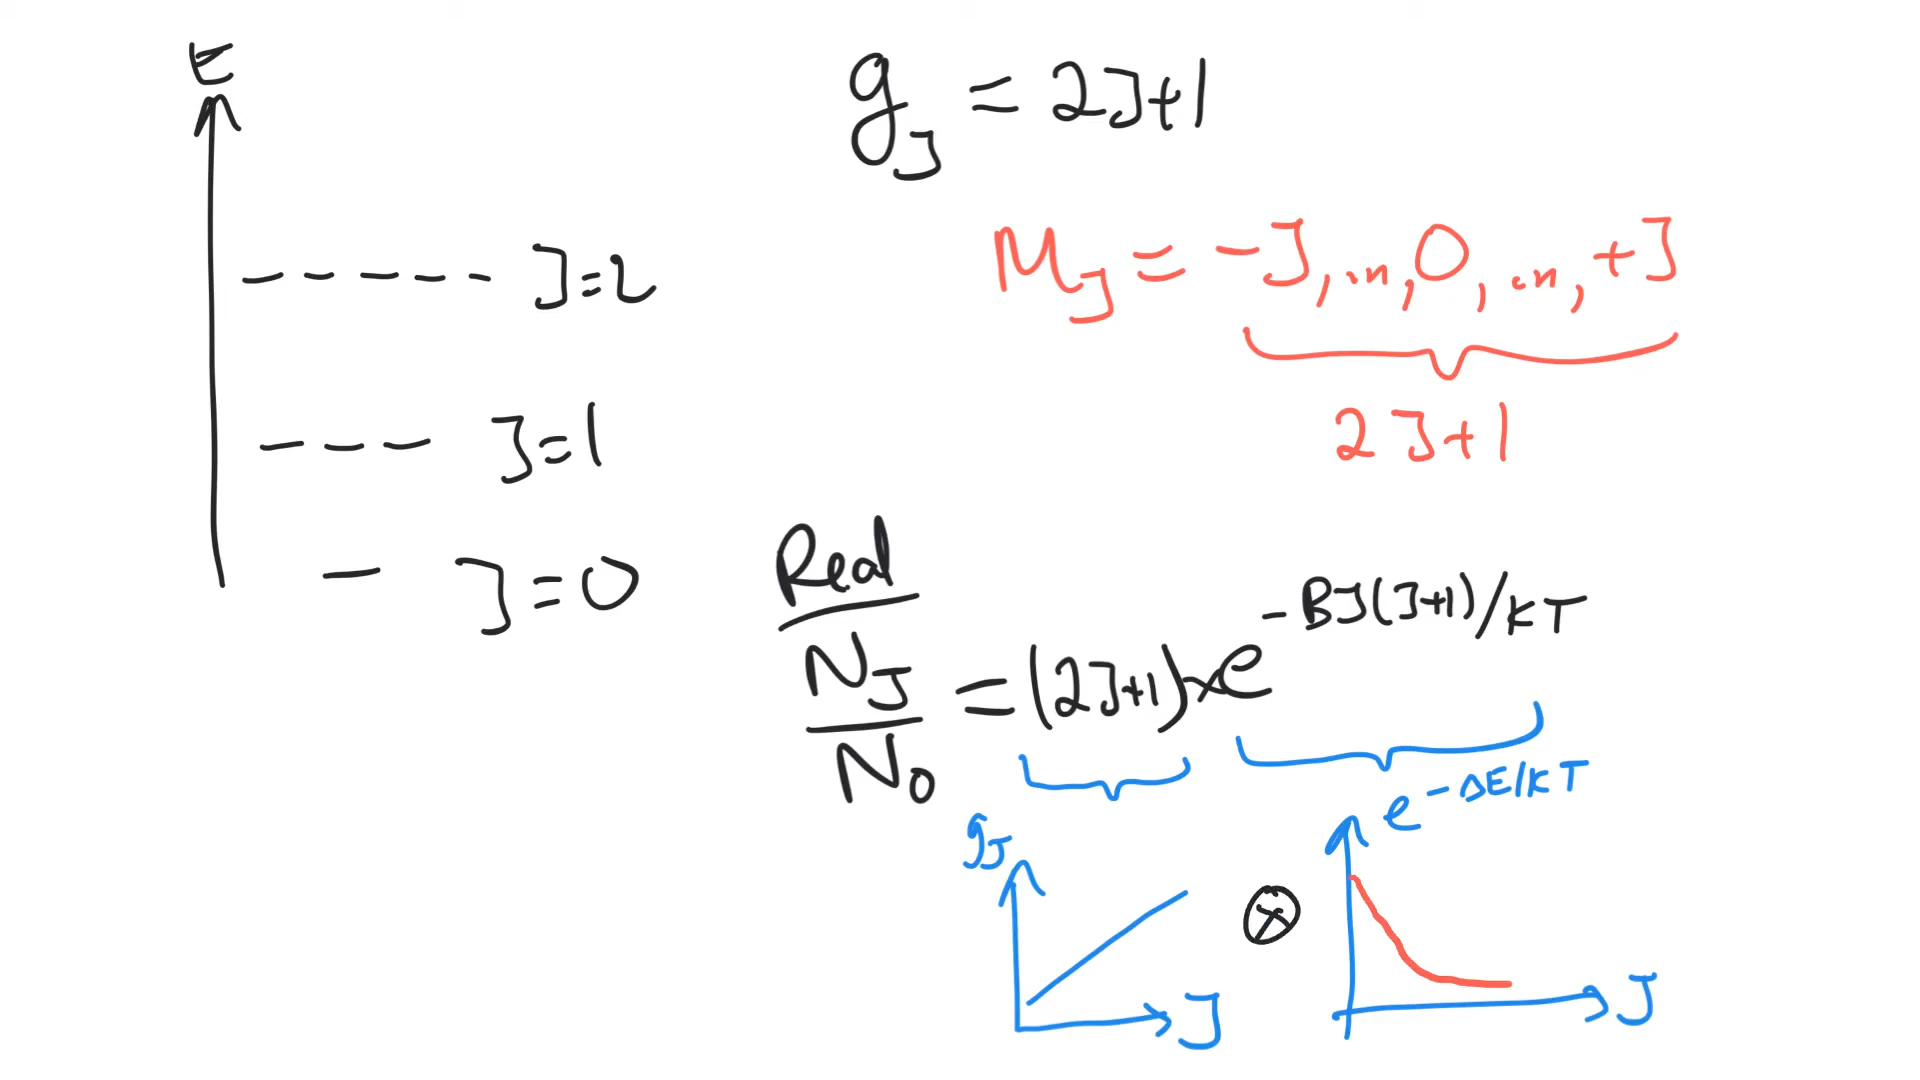 E
g_J = 2J+1
M_J = -J, ..., 0, ..., +J
2J+1
J=2
J=1
J=0
Real
N_J/N_0 = (2J+1) × e^{-BJ(J+1)/KT}
g_J
J
⊗
e^{-ΔE/KT}
J